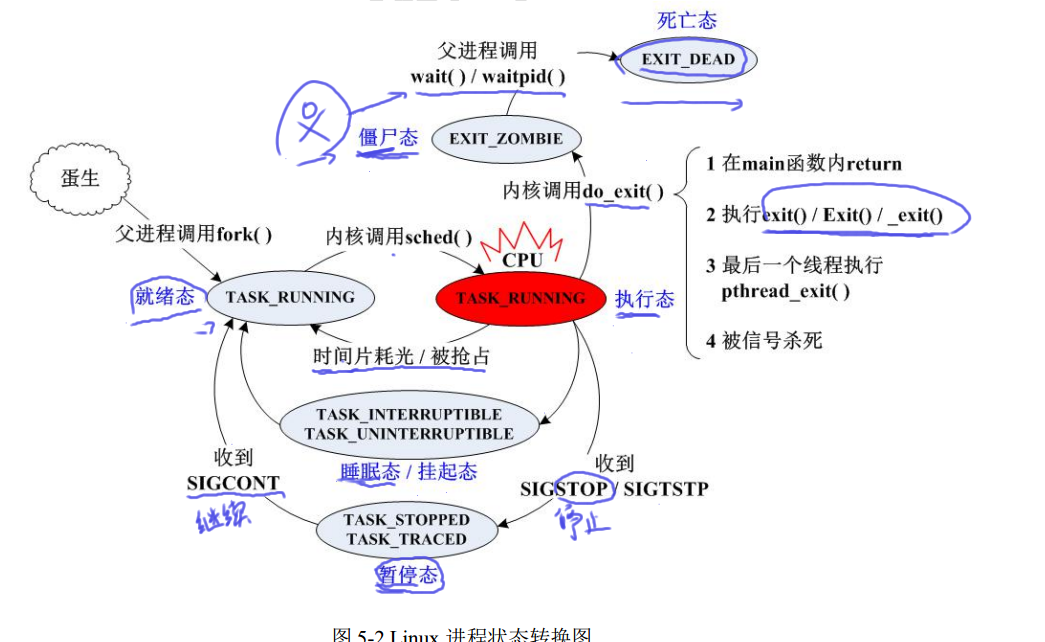 死亡态
EXIT_DEAD
父进程调用
wait( ) / waitpid( )
父
僵尸态
EXIT_ZOMBIE
蛋生
内核调用do_exit( )
1 在main函数内return
2 执行exit() / Exit() / _exit()
3 最后一个线程执行
pthread_exit( )
4 被信号杀死
父进程调用fork( )
内核调用sched( )
CPU
就绪态
TASK_RUNNING
TASK_RUNNING
执行态
时间片耗光 / 被抢占
TASK_INTERRUPTIBLE
TASK_UNINTERRUPTIBLE
睡眠态 / 挂起态
收到
SIGCONT
继续
收到
SIGSTOP / SIGTSTP
停止
TASK_STOPPED
TASK_TRACED
暂停态
图 5-2 Linux 进程状态转换图